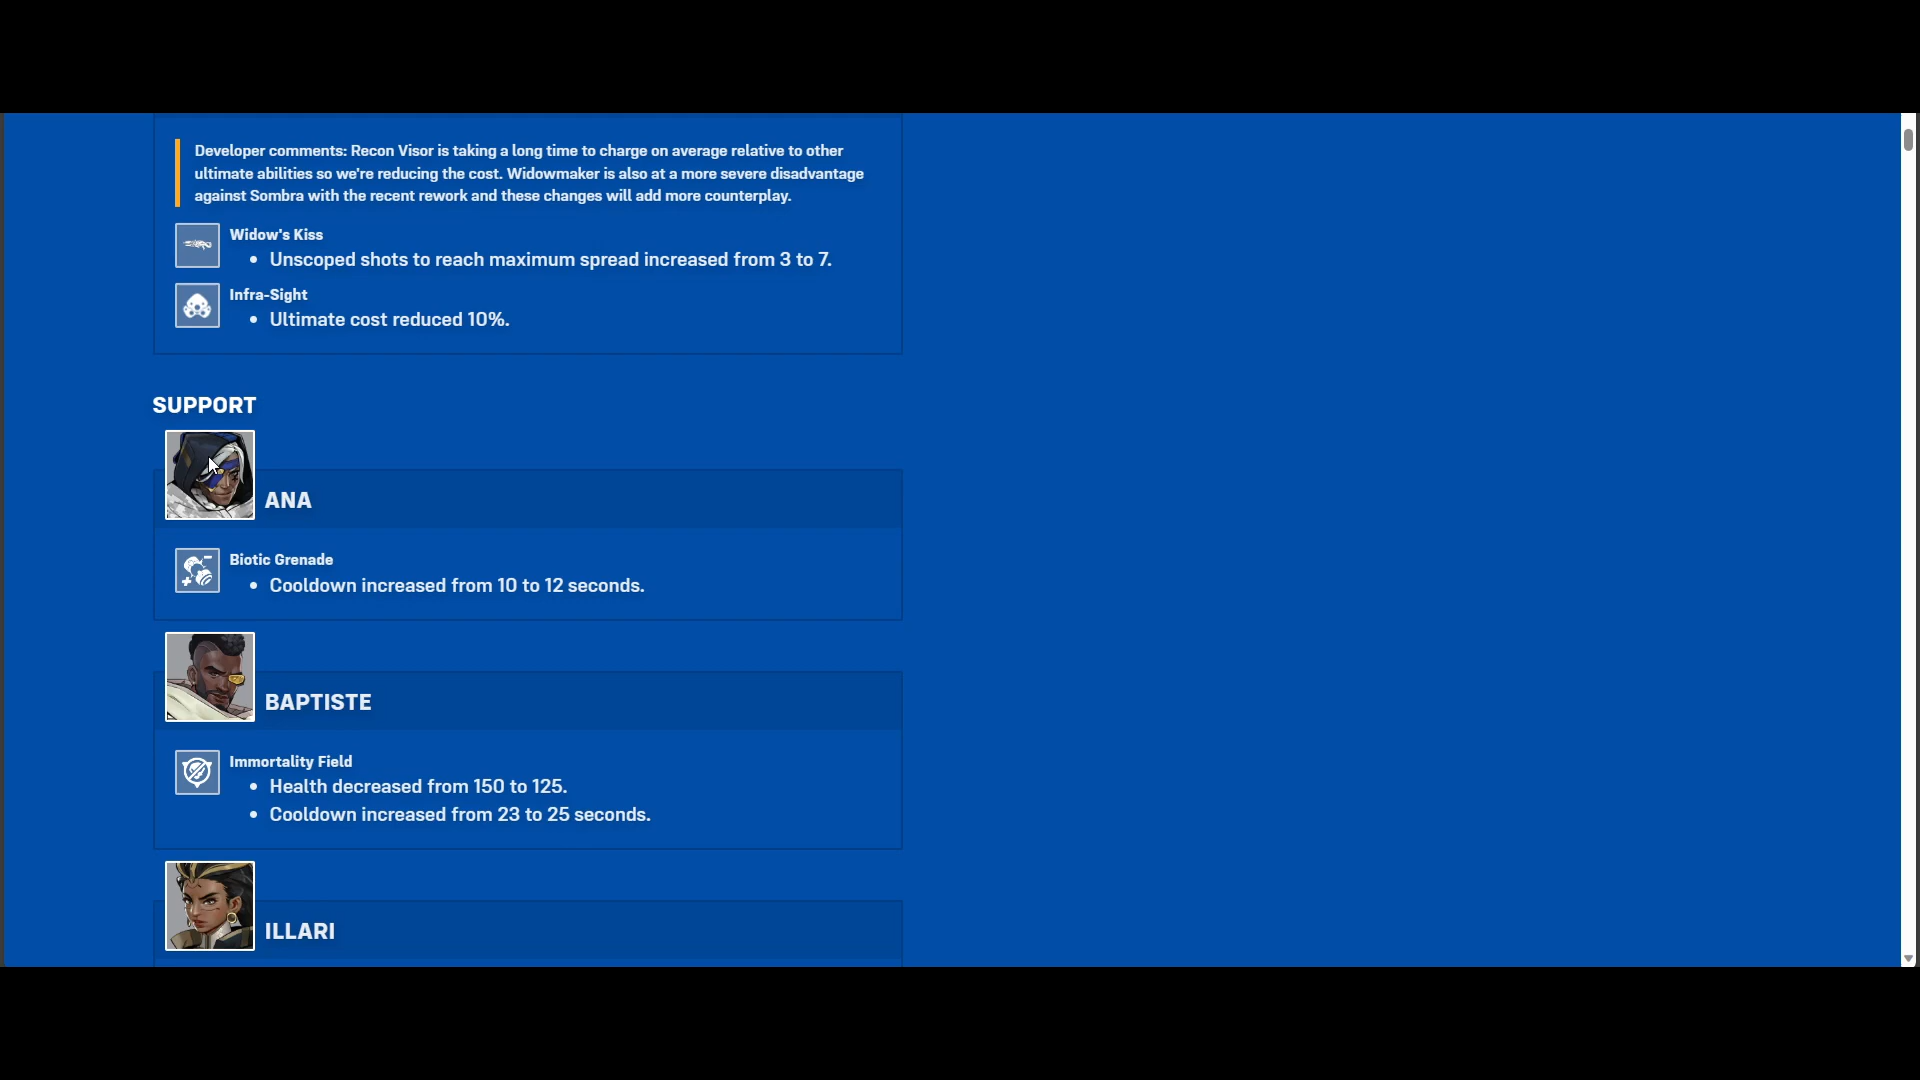 Developer comments: Recon Visor is taking a long time to charge on average relative to other
ultimate abilities so we're reducing the cost. Widowmaker is also at a more severe disadvantage
against Sombra with the recent rework and these changes will add more counterplay.
Widow's Kiss
• Unscoped shots to reach maximum spread increased from 3 to 7.
Infra-Sight
• Ultimate cost reduced 10%.
SUPPORT
ANA
Biotic Grenade
• Cooldown increased from 10 to 12 seconds.
BAPTISTE
Immortality Field
• Health decreased from 150 to 125.
• Cooldown increased from 23 to 25 seconds.
ILLARI